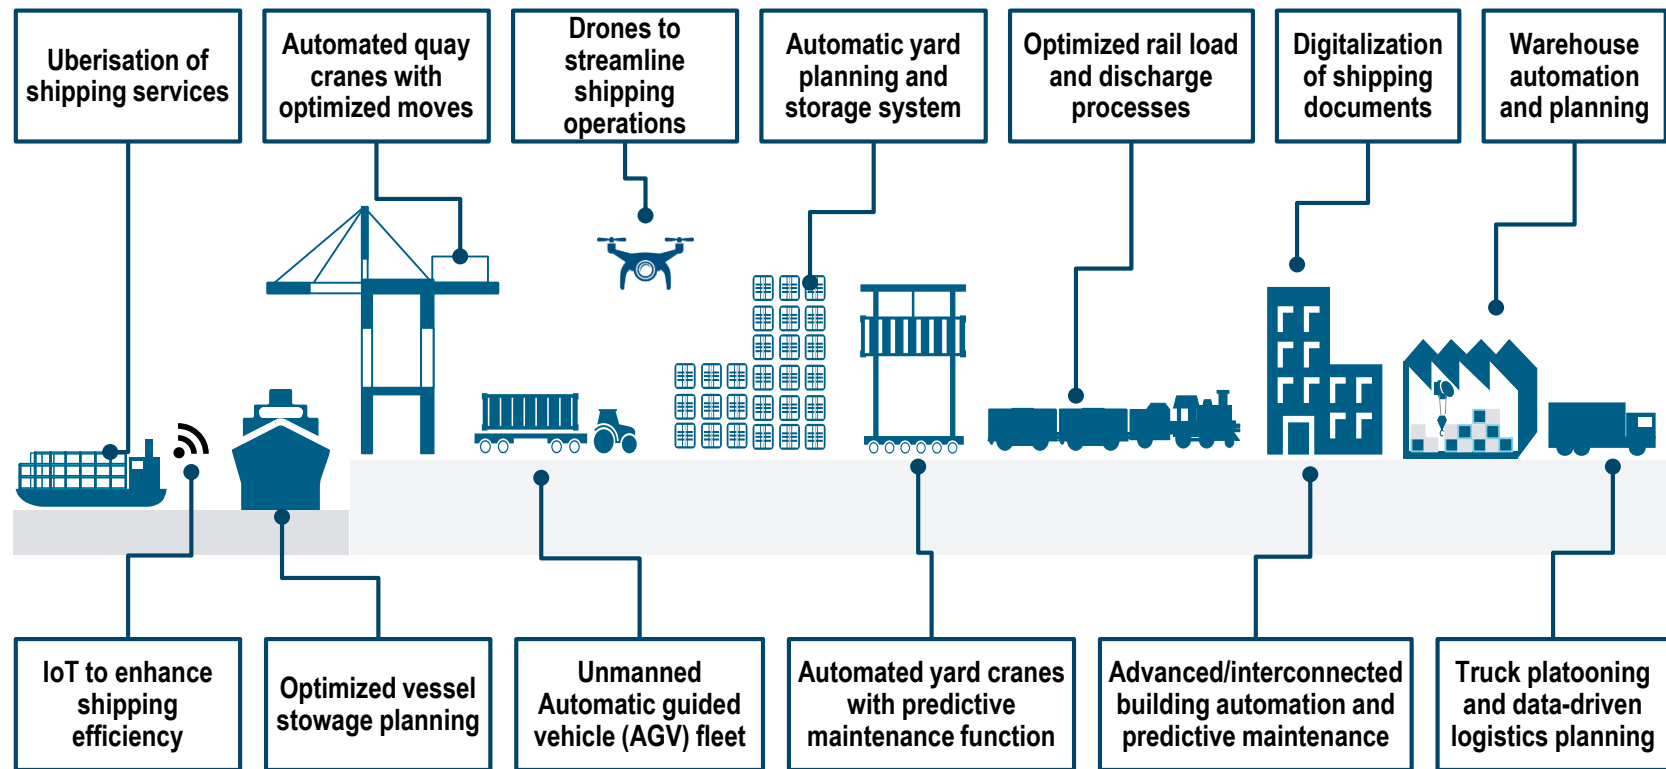 Uberisation of
shipping services
Automated quay
cranes with
optimized moves
Drones to
streamline
shipping
operations
Automatic yard
planning and
storage system
Optimized rail load
and discharge
processes
Digitalization
of shipping
documents
Warehouse
automation
and planning
IoT to enhance
shipping
efficiency
Optimized vessel
stowage planning
Unmanned
Automatic guided
vehicle (AGV) fleet
Automated yard cranes
with predictive
maintenance function
Advanced/interconnected
building automation and
predictive maintenance
Truck platooning
and data-driven
logistics planning